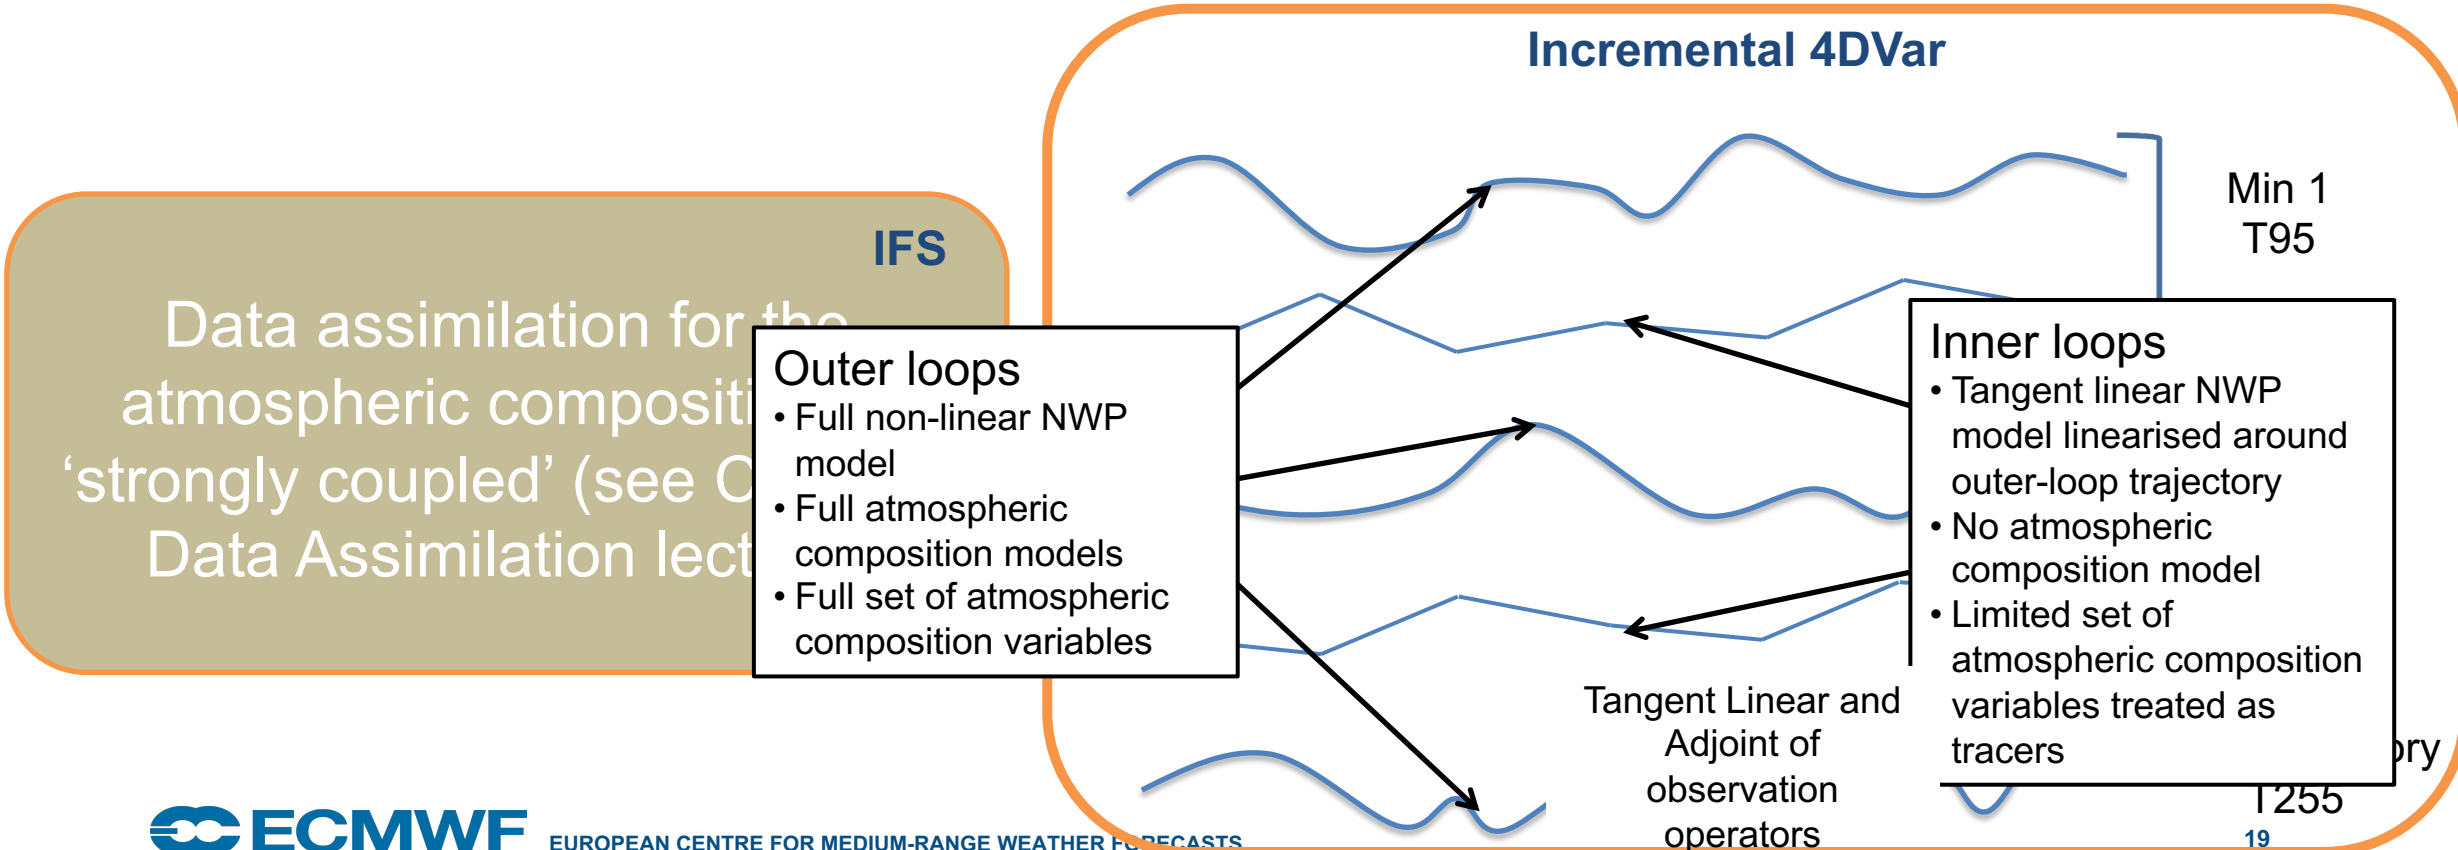 Incremental 4DVar
Min 1
T95
IFS
Data assimilation for the
atmospheric
‘strongly coupled’ (see
Data Assimilation
Outer loops
• Full non-linear NWP
model
• Full atmospheric
composition models
• Full set of atmospheric
composition variables
Inner loops
• Tangent linear NWP
model linearised around
outer-loop trajectory
• No atmospheric
composition model
• Limited set of
atmospheric composition
variables treated as
tracers
Tangent Linear and
Adjoint of
observation
operators
T255
ECMWF
EUROPEAN CENTRE FOR MEDIUM-RANGE WEATHER FORECASTS
19